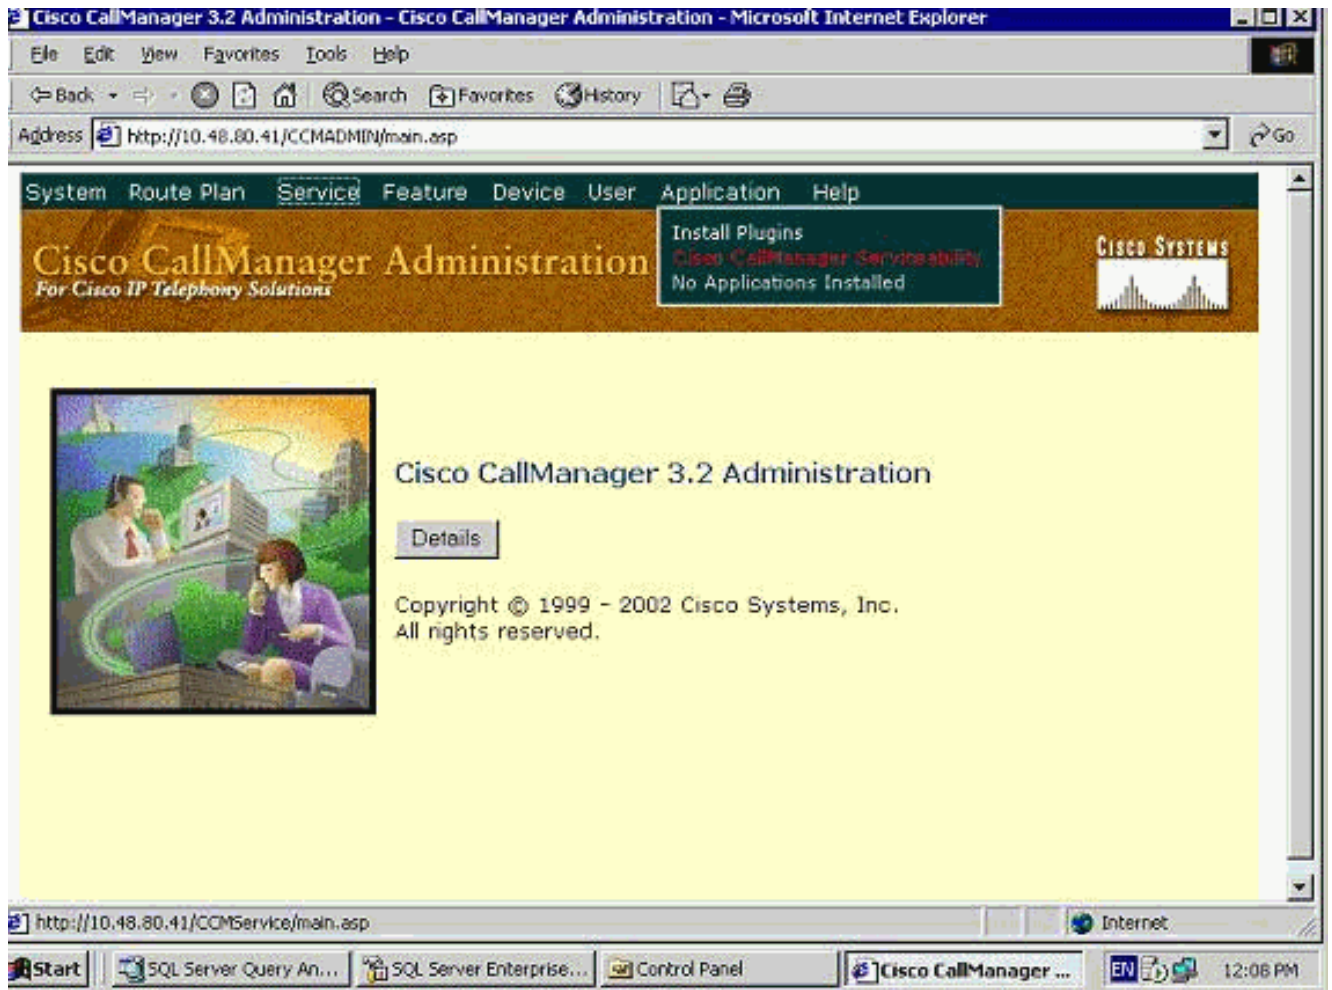 Cisco CallManager 3.2 Administration - Cisco CallManager Administration - Microsoft Internet Explorer
File Edit View Favorites Tools Help
Back Search Favorites History
Address http://10.48.80.41/CCMADMIN/main.asp Go
System Route Plan Service Feature Device User Application Help
Install Plugins
Cisco CallManager Serviceability
No Applications Installed
Cisco CallManager Administration
For Cisco IP Telephony Solutions
CISCO SYSTEMS
Cisco CallManager 3.2 Administration
Details
Copyright © 1999 - 2002 Cisco Systems, Inc.
All rights reserved.
http://10.48.80.41/CCMService/main.asp Internet
Start SQL Server Query An... SQL Server Enterprise... Control Panel Cisco CallManager ... EN 12:08 PM